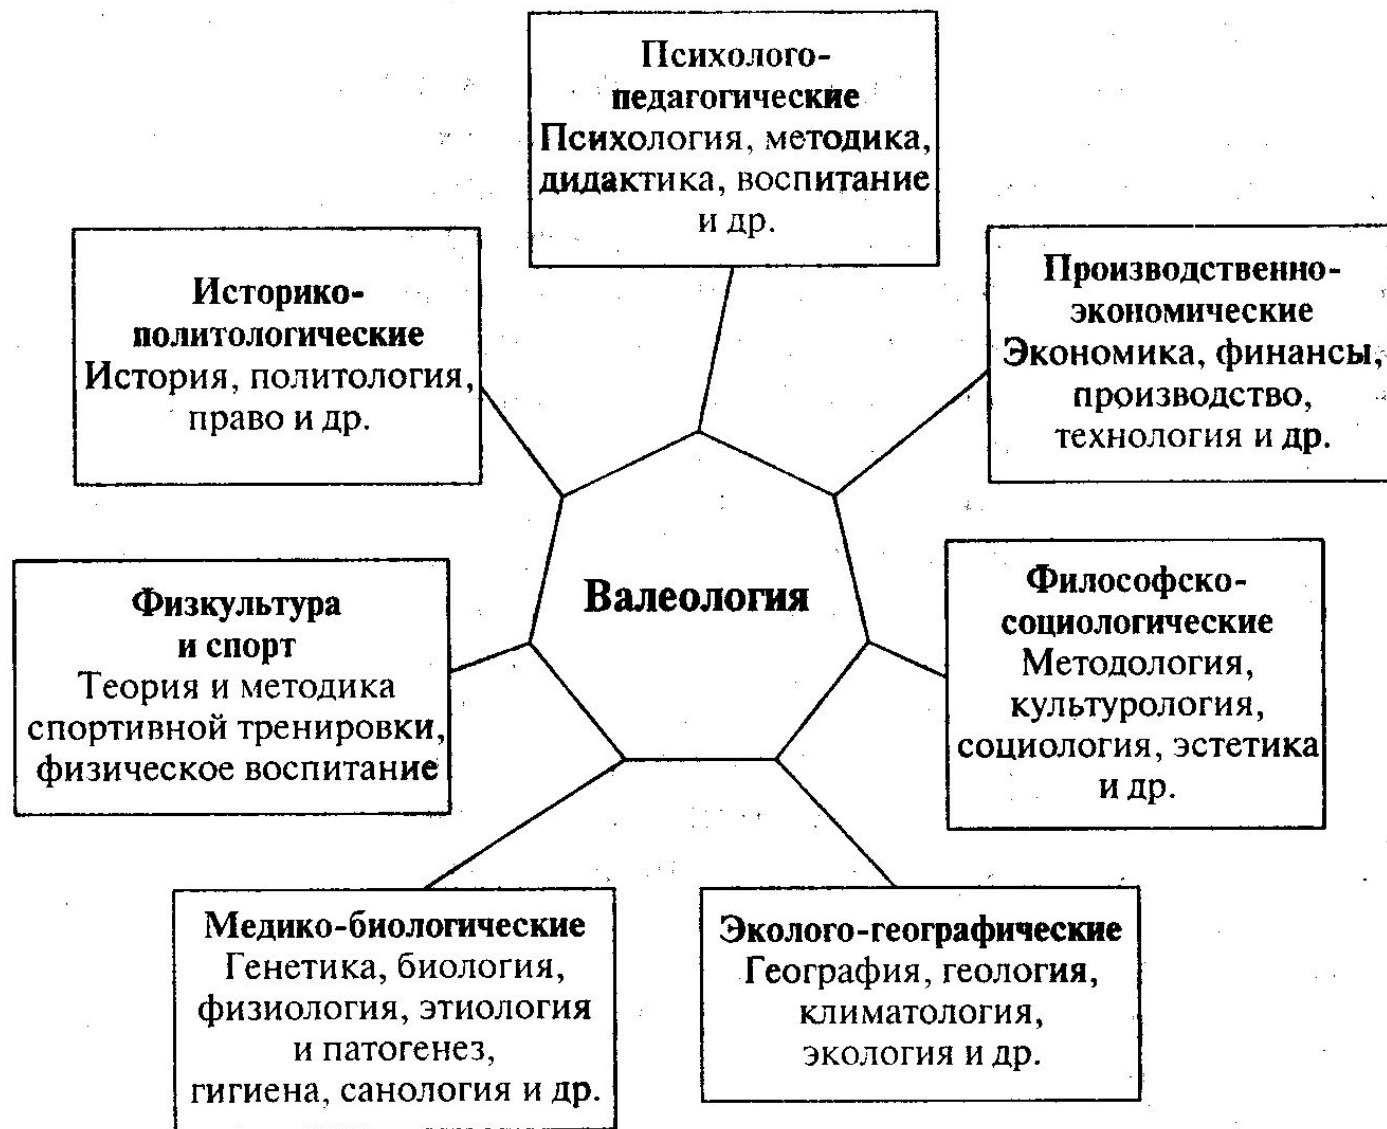 Психолого-
педагогические
Психология, методика,
дидактика, воспитание
и др.
Историко-
политологические
История, политология,
право и др.
Производственно-
экономические
Экономика, финансы,
производство,
технология и др.
Валеология
Физкультура
и спорт
Теория и методика
спортивной тренировки,
физическое воспитание
Философско-
социологические
Методология,
культурология,
социология, эстетика
и др.
Медико-биологические
Генетика, биология,
физиология, этиология
и патогенез,
гигиена, санология и др.
Эколого-географические
География, геология,
климатология,
экология и др.